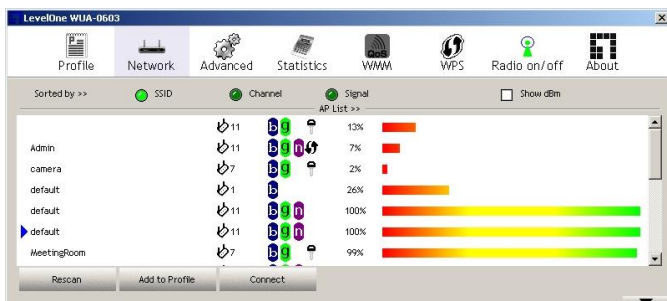 LevelOne WUA-0603
Profile Network Advanced Statistics QoS WMM WPS Radio on/off About
Sorted by >> SSID Channel Signal Show dBm
AP List >>
11 b g 13%
Admin 11 b g n 7%
camera 7 b g 2%
default 1 b 26%
default 11 b g n 100%
default 11 b g n 100%
MeetingRoom 7 b g 99%
Rescan Add to Profile Connect